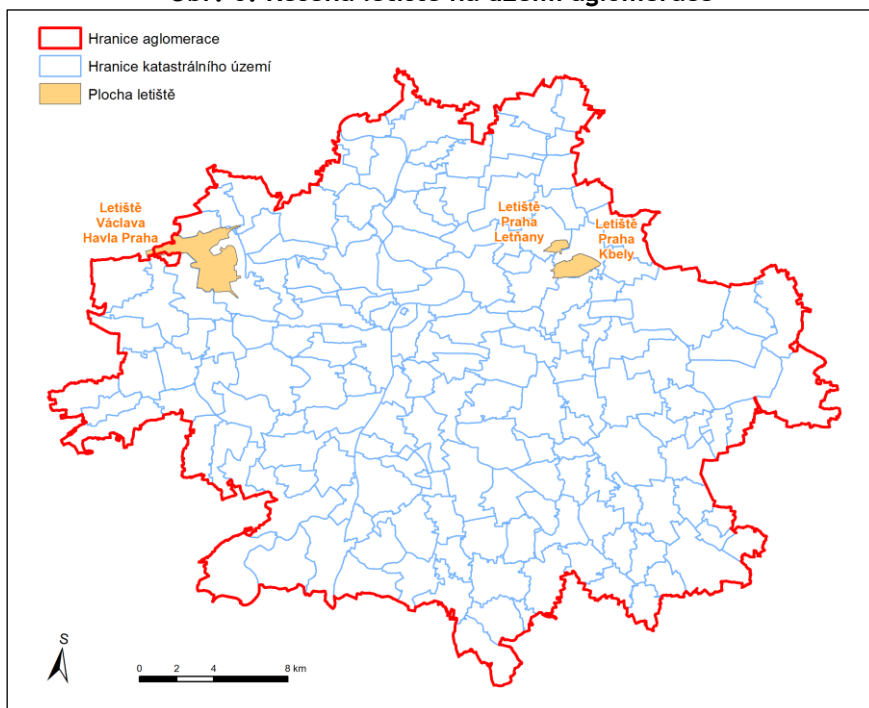 Hranice aglomerace
Hranice katastrálního území
Plocha letiště
Letiště
Václava
Havla Praha
Letiště
Praha
Letňany
Letiště
Praha
Kbely
S
0 2 4 8 km